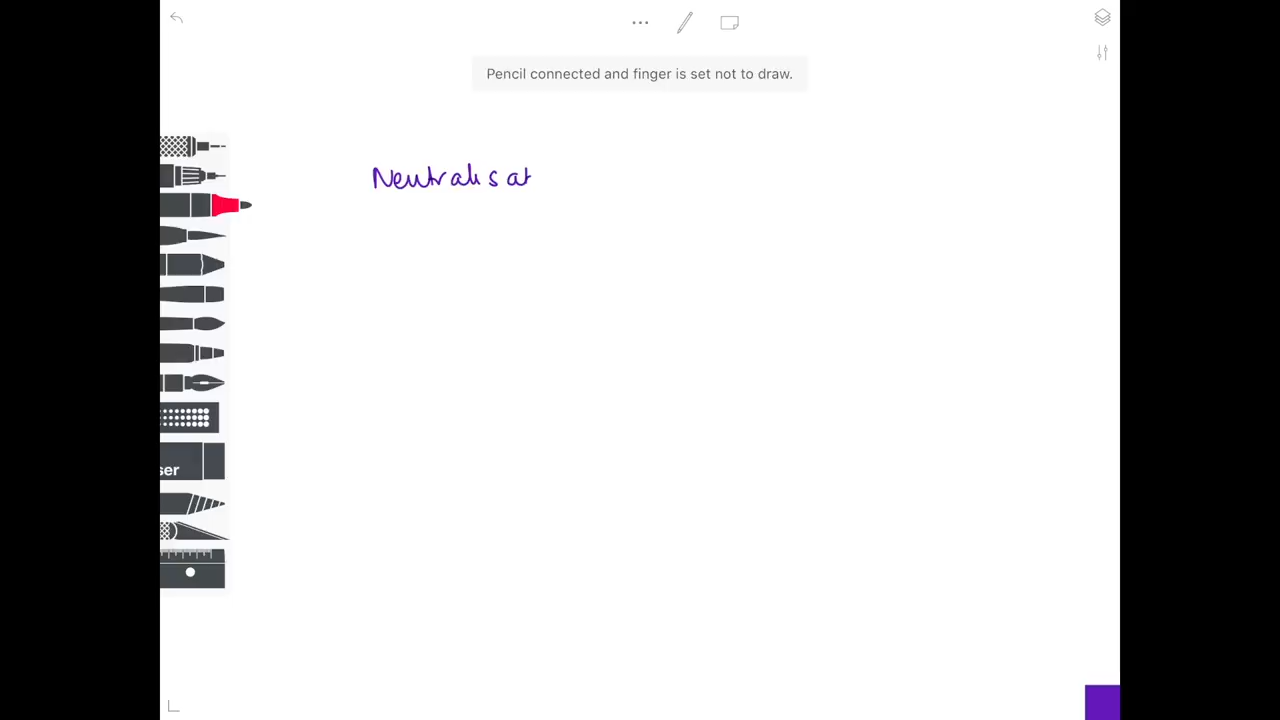 Pencil connected and finger is set not to draw.
Neutralisat
ser